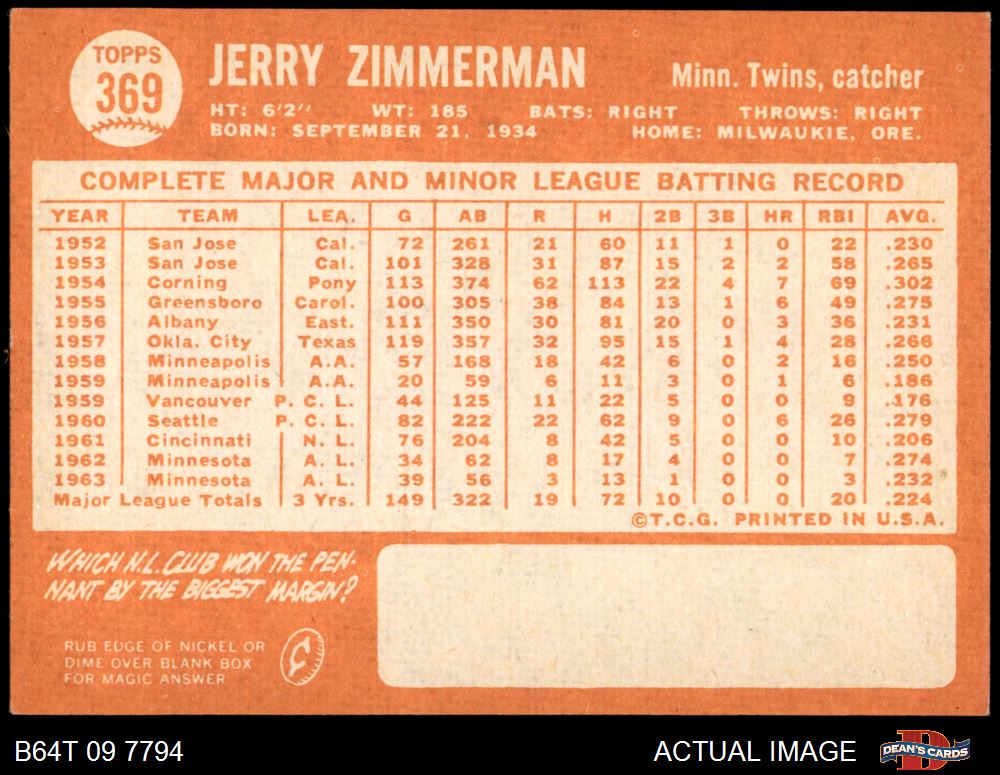 TOPPS
369
JERRY ZIMMERMAN
Minn. Twins, catcher
HT: 6'2" WT: 185 BATS: RIGHT THROWS: RIGHT
BORN: SEPTEMBER 21, 1934 HOME: MILWAUKIE, ORE.
COMPLETE MAJOR AND MINOR LEAGUE BATTING RECORD
YEAR TEAM LEA. G AB R H 2B 3B HR RBI AVG.
1952 San Jose Cal. 72 261 21 60 11 1 0 22 .230
1953 San Jose Cal. 101 328 31 87 15 2 2 58 .265
1954 Corning Pony 113 374 62 113 22 4 7 69 .302
1955 Greensboro Carol. 100 305 38 84 13 1 6 49 .275
1956 Albany East. 111 350 30 81 20 0 3 36 .231
1957 Okla. City Texas 119 357 32 95 15 1 4 28 .266
1958 Minneapolis A.A. 57 168 18 42 6 0 2 16 .250
1959 Minneapolis A.A. 20 59 6 11 3 0 1 6 .186
1959 Vancouver P. C. L. 44 125 11 22 5 0 0 9 .176
1960 Seattle P. C. L. 82 222 22 62 9 0 6 26 .279
1961 Cincinnati N. L. 76 204 8 42 5 0 0 10 .206
1962 Minnesota A. L. 34 62 8 17 4 0 0 7 .274
1963 Minnesota A. L. 39 56 3 13 1 0 0 3 .232
Major League Totals 3 Yrs. 149 322 19 72 10 0 0 20 .224
©T.C.G. PRINTED IN U.S.A.
WHICH N.L. CLUB WON THE PEN-
NANT BY THE BIGGEST MARGIN?
RUB EDGE OF NICKEL OR
DIME OVER BLANK BOX
FOR MAGIC ANSWER
¢
B64T 09 7794
ACTUAL IMAGE
D
DEAN'S CARDS